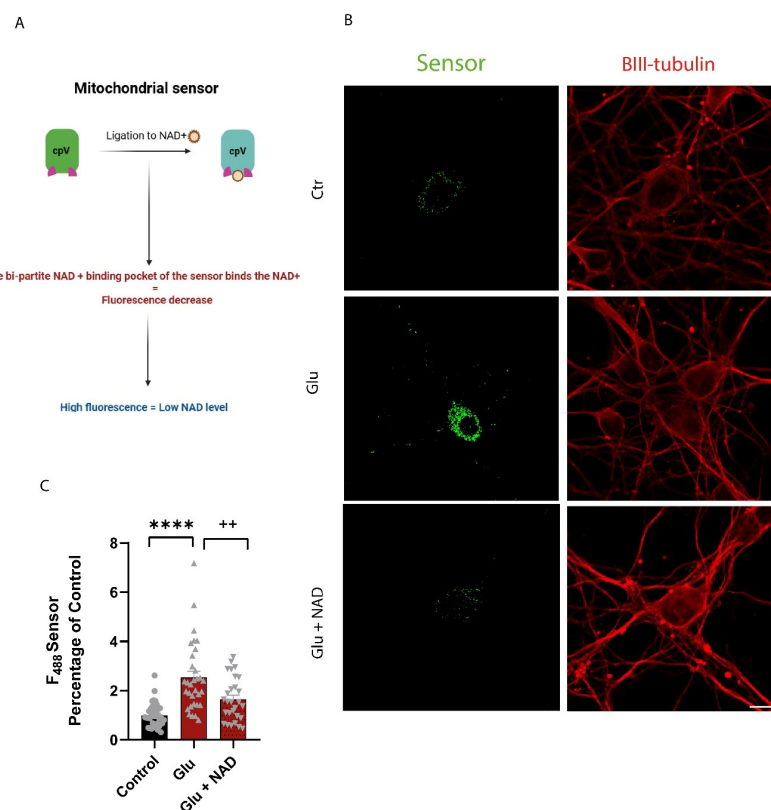 A
Mitochondrial sensor
Ligation to NAD+
cpV
cpV
e bi-partite NAD + binding pocket of the sensor binds the NAD+
=
Fluorescence decrease
High fluorescence = Low NAD level
B
Sensor
BIII-tubulin
Ctr
Glu
Glu + NAD
C
**** ++
F488 Sensor
Percentage of Control
8
6
4
2
0
Control
Glu
Glu + NAD